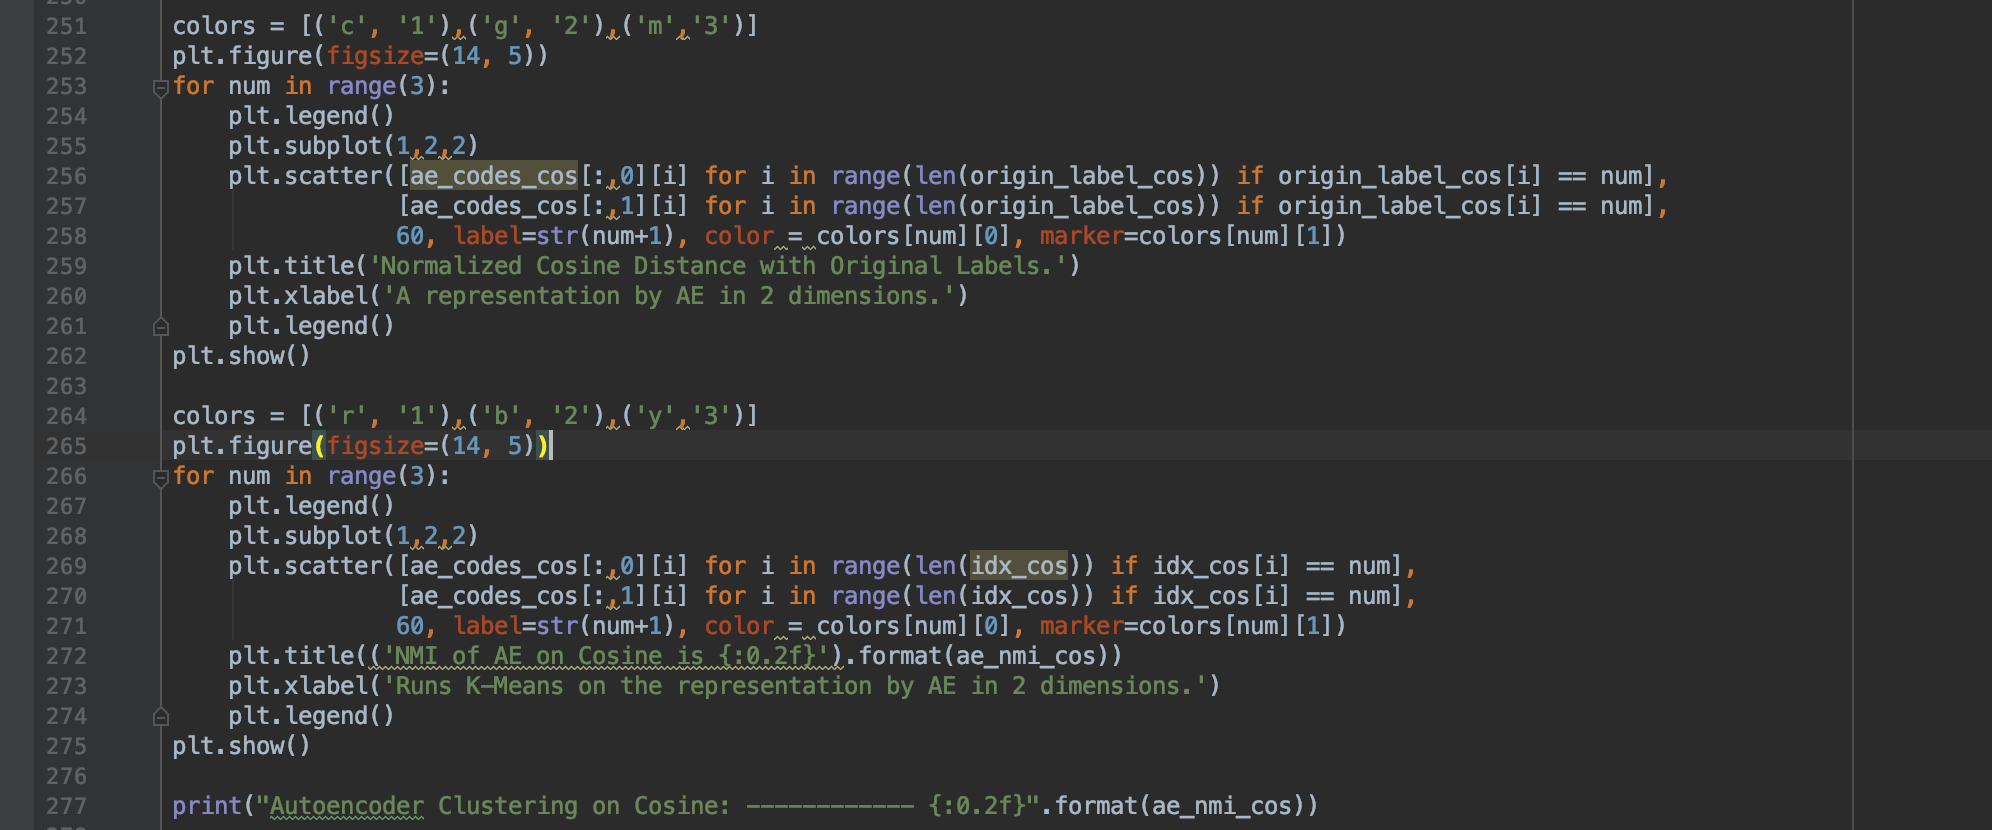 251 colors = [('c', '1'),('g', '2'),('m','3')]
252 plt.figure(figsize=(14, 5))
253 for num in range(3):
254     plt.legend()
255     plt.subplot(1,2,2)
256     plt.scatter([ae_codes_cos[:,0][i] for i in range(len(origin_label_cos)) if origin_label_cos[i] == num],
257                 [ae_codes_cos[:,1][i] for i in range(len(origin_label_cos)) if origin_label_cos[i] == num],
258                 60, label=str(num+1), color = colors[num][0], marker=colors[num][1])
259     plt.title('Normalized Cosine Distance with Original Labels.')
260     plt.xlabel('A representation by AE in 2 dimensions.')
261     plt.legend()
262 plt.show()
263
264 colors = [('r', '1'),('b', '2'),('y','3')]
265 plt.figure(figsize=(14, 5))
266 for num in range(3):
267     plt.legend()
268     plt.subplot(1,2,2)
269     plt.scatter([ae_codes_cos[:,0][i] for i in range(len(idx_cos)) if idx_cos[i] == num],
270                 [ae_codes_cos[:,1][i] for i in range(len(idx_cos)) if idx_cos[i] == num],
271                 60, label=str(num+1), color = colors[num][0], marker=colors[num][1])
272     plt.title(('NMI of AE on Cosine is {:0.2f}').format(ae_nmi_cos))
273     plt.xlabel('Runs K-Means on the representation by AE in 2 dimensions.')
274     plt.legend()
275 plt.show()
276
277 print("Autoencoder Clustering on Cosine: ------------ {:0.2f}".format(ae_nmi_cos))